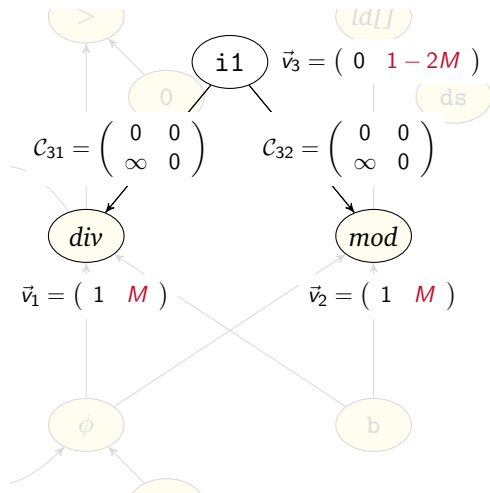 > ld[]
i1 v⃗₃ = ( 0 1 − 2M )
0 ds
𝒞₃₁ = ( 0 0 ) 𝒞₃₂ = ( 0 0 )
( ∞ 0 ) ( ∞ 0 )
div mod
v⃗₁ = ( 1 M ) v⃗₂ = ( 1 M )
ϕ b